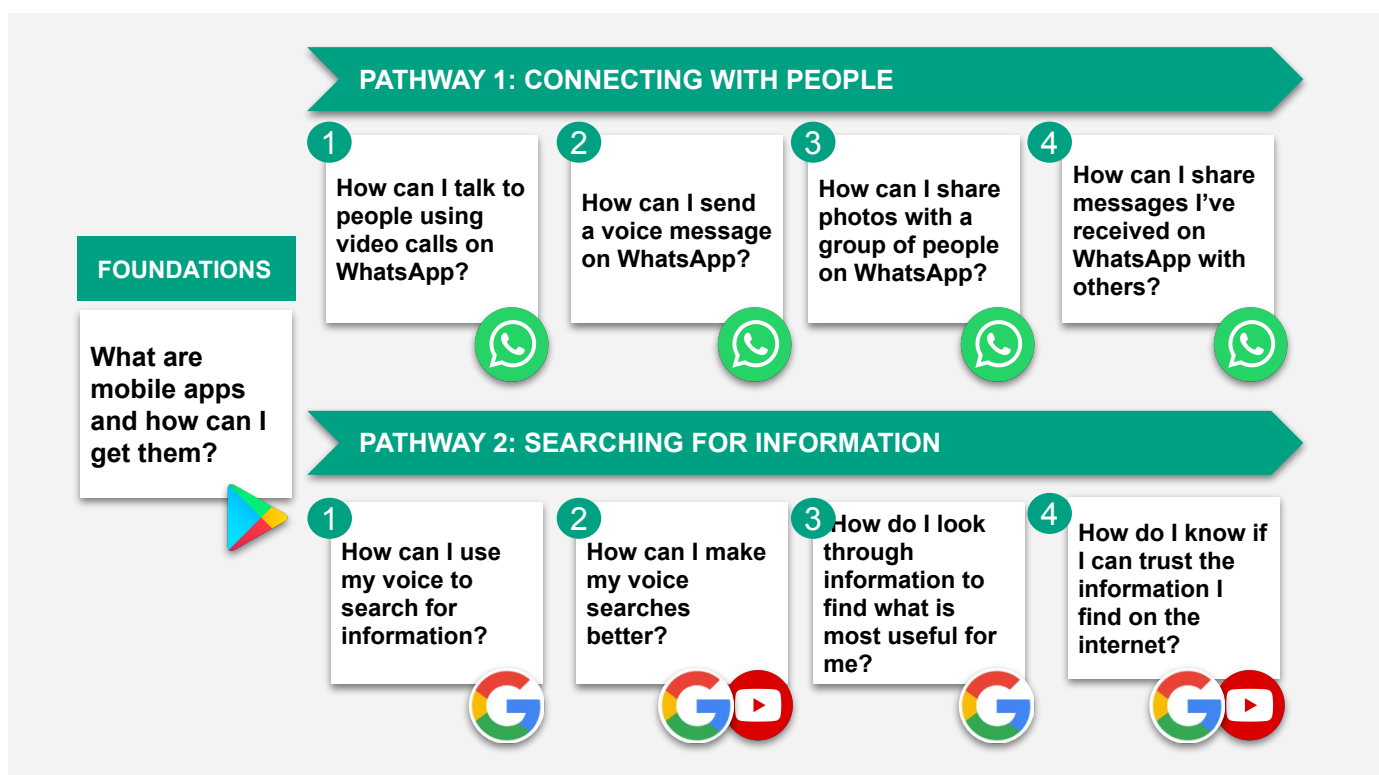 PATHWAY 1: CONNECTING WITH PEOPLE
1
How can I talk to
people using
video calls on
WhatsApp?
2
How can I send
a voice message
on WhatsApp?
3
How can I share
photos with a
group of people
on WhatsApp?
4
How can I share
messages I’ve
received on
WhatsApp with
others?
FOUNDATIONS
What are
mobile apps
and how can I
get them?
PATHWAY 2: SEARCHING FOR INFORMATION
1
How can I use
my voice to
search for
information?
2
How can I make
my voice
searches
better?
3
How do I look
through
information to
find what is
most useful for
me?
4
How do I know if
I can trust the
information I
find on the
internet?